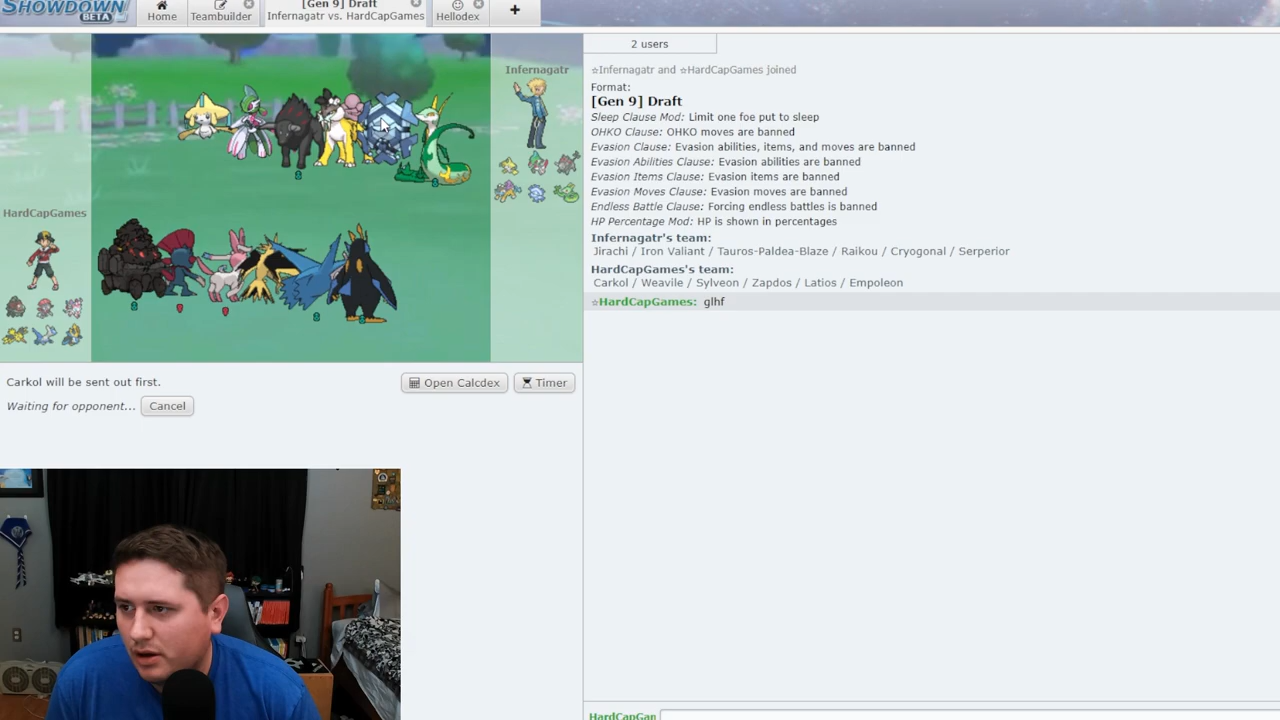 SHOWDOWN
BETA
Home
Teambuilder
[Gen 9] Draft
Infernagatr vs. HardCapGames
Hellodex
+
2 users
Infernagatr
HardCapGames
☆Infernagatr and ☆HardCapGames joined
Format:
[Gen 9] Draft
Sleep Clause Mod: Limit one foe put to sleep
OHKO Clause: OHKO moves are banned
Evasion Clause: Evasion abilities, items, and moves are banned
Evasion Abilities Clause: Evasion abilities are banned
Evasion Items Clause: Evasion items are banned
Evasion Moves Clause: Evasion moves are banned
Endless Battle Clause: Forcing endless battles is banned
HP Percentage Mod: HP is shown in percentages
Infernagatr's team:
Jirachi / Iron Valiant / Tauros-Paldea-Blaze / Raikou / Cryogonal / Serperior
HardCapGames's team:
Carkol / Weavile / Sylveon / Zapdos / Latios / Empoleon
☆HardCapGames: glhf
Carkol will be sent out first.
Open Calcdex
Timer
Waiting for opponent...
Cancel
HardCapGan